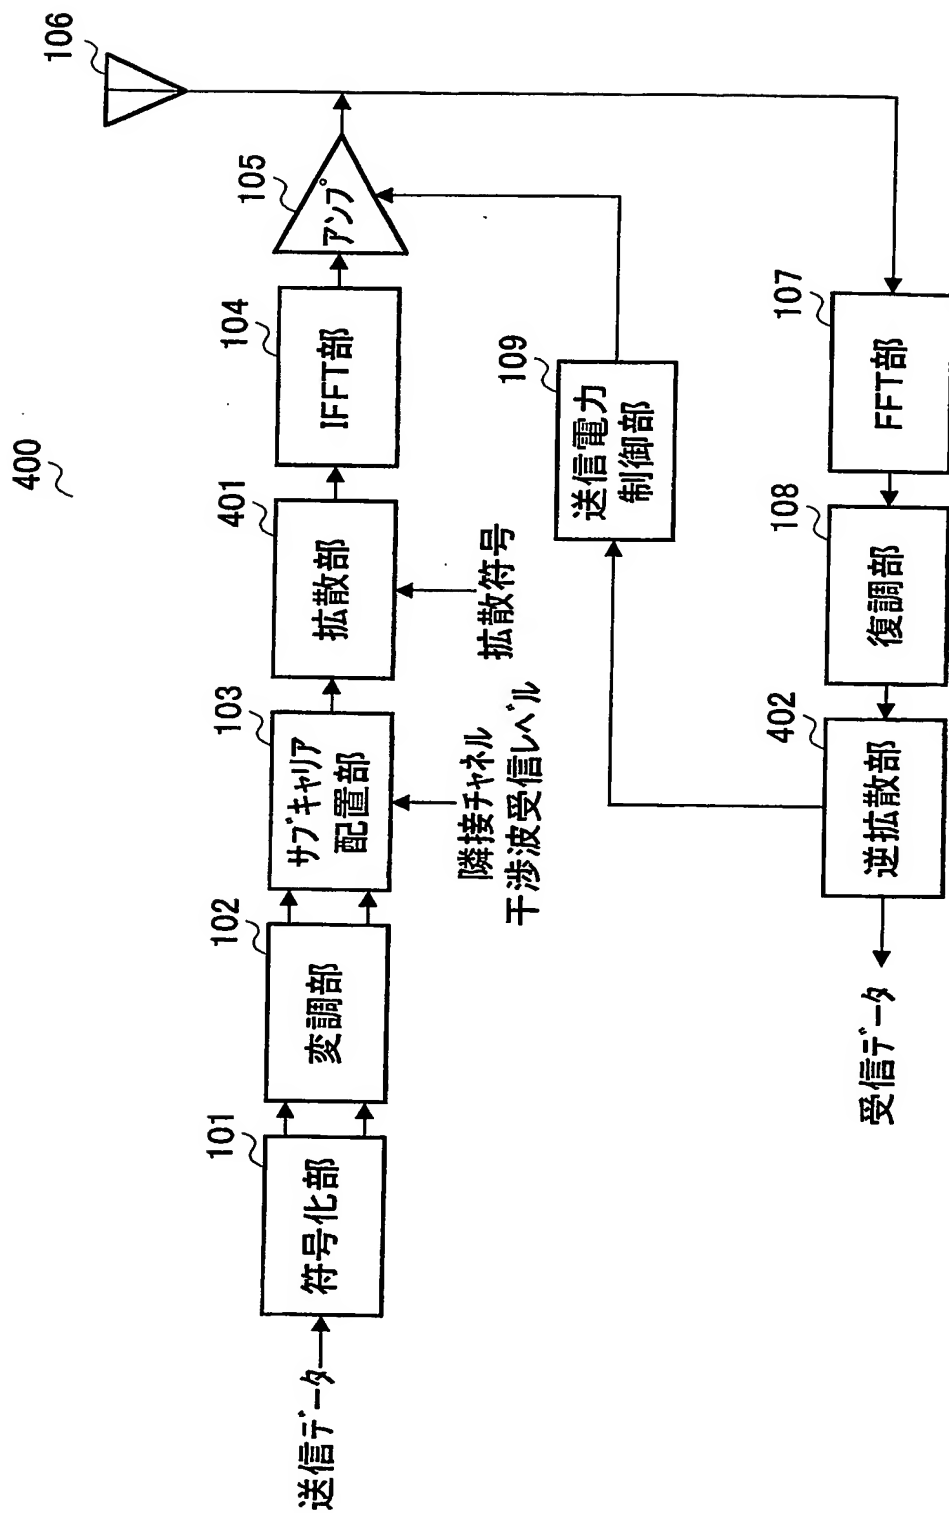 400
106
105
アンプ
104
IFFT部
401
拡散部
拡散符号
103
サブキャリア
配置部
隣接チャネル
干渉波受信レベル
102
変調部
101
符号化部
送信データ
109
送信電力
制御部
107
FFT部
108
復調部
402
逆拡散部
受信データ